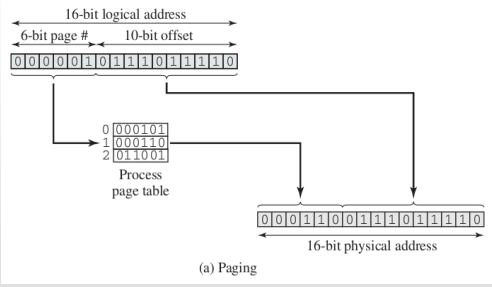 16-bit logical address
6-bit page # 10-bit offset
0 0 0 0 0 1 0 1 1 1 0 1 1 1 1 0
0 000101
1 000110
2 011001
Process
page table
0 0 0 1 1 0 0 1 1 1 0 1 1 1 1 0
16-bit physical address
(a) Paging